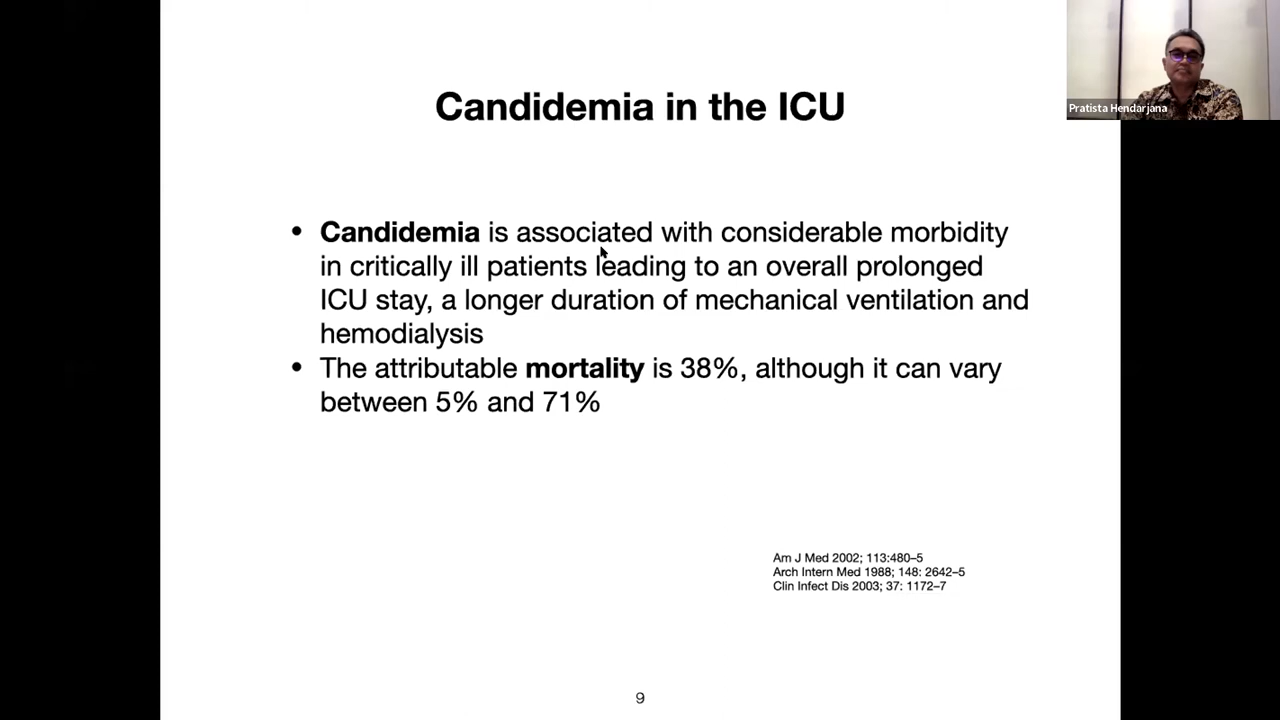 Candidemia in the ICU
Pratista Hendarjana
• Candidemia is associated with considerable morbidity
in critically ill patients leading to an overall prolonged
ICU stay, a longer duration of mechanical ventilation and
hemodialysis
• The attributable mortality is 38%, although it can vary
between 5% and 71%
Am J Med 2002; 113:480–5
Arch Intern Med 1988; 148: 2642–5
Clin Infect Dis 2003; 37: 1172–7
9